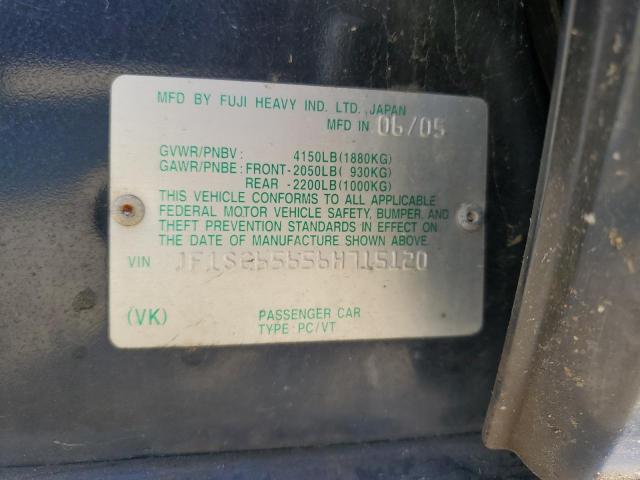 MFD BY FUJI HEAVY IND. LTD. JAPAN
MFD IN 06/05
GVWR/PNBV: 4150LB(1880KG)
GAWR/PNBE: FRONT-2050LB( 930KG)
REAR -2200LB(1000KG)
THIS VEHICLE CONFORMS TO ALL APPLICABLE
FEDERAL MOTOR VEHICLE SAFETY, BUMPER, AND
THEFT PREVENTION STANDARDS IN EFFECT ON
THE DATE OF MANUFACTURE SHOWN ABOVE.
VIN JF1SG65656H715120
(VK) PASSENGER CAR
TYPE: PC/VT